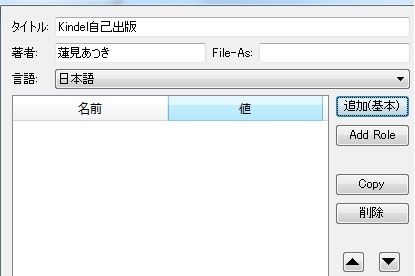 タイトル: Kindel自己出版
著者: 蓮見あつき File-As:
言語: 日本語
名前 値 追加(基本)
Add Role
Copy
削除